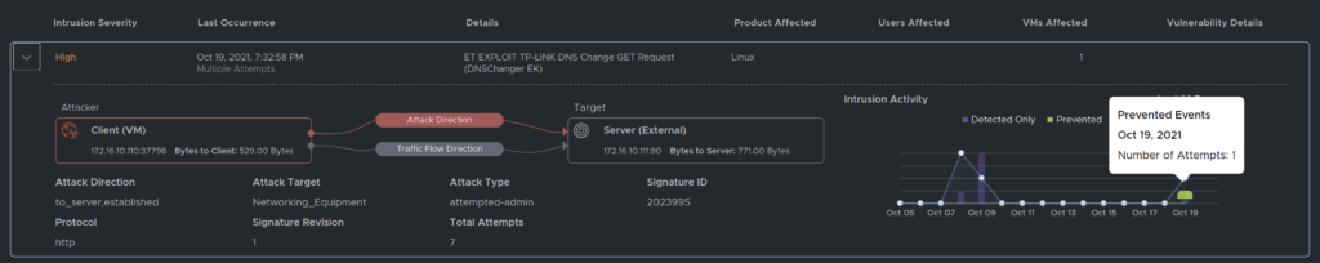 Intrusion Severity Last Occurrence Details Product Affected Users Affected VMs Affected Vulnerability Details
High Oct 19, 2021, 7:32:58 PM ET EXPLOIT TP-LINK DNS Change GET Request Linux 1
Multiple Attempts (DNSChanger EK)
Attacker
Client (VM)
172.16.10.110:37798 Bytes to Client: 529.00 Bytes
Attack Direction
Traffic Flow Direction
Target
Server (External)
172.16.10.111:80 Bytes to Server: 771.00 Bytes
Attack Direction Attack Target Attack Type Signature ID
to_server,established Networking_Equipment attempted-admin 2023995
Protocol Signature Revision Total Attempts
http 1 7
Intrusion Activity
Detected Only Prevented
Prevented Events
Oct 19, 2021
Number of Attempts: 1
Oct 05 Oct 07 Oct 09 Oct 11 Oct 13 Oct 15 Oct 17 Oct 19